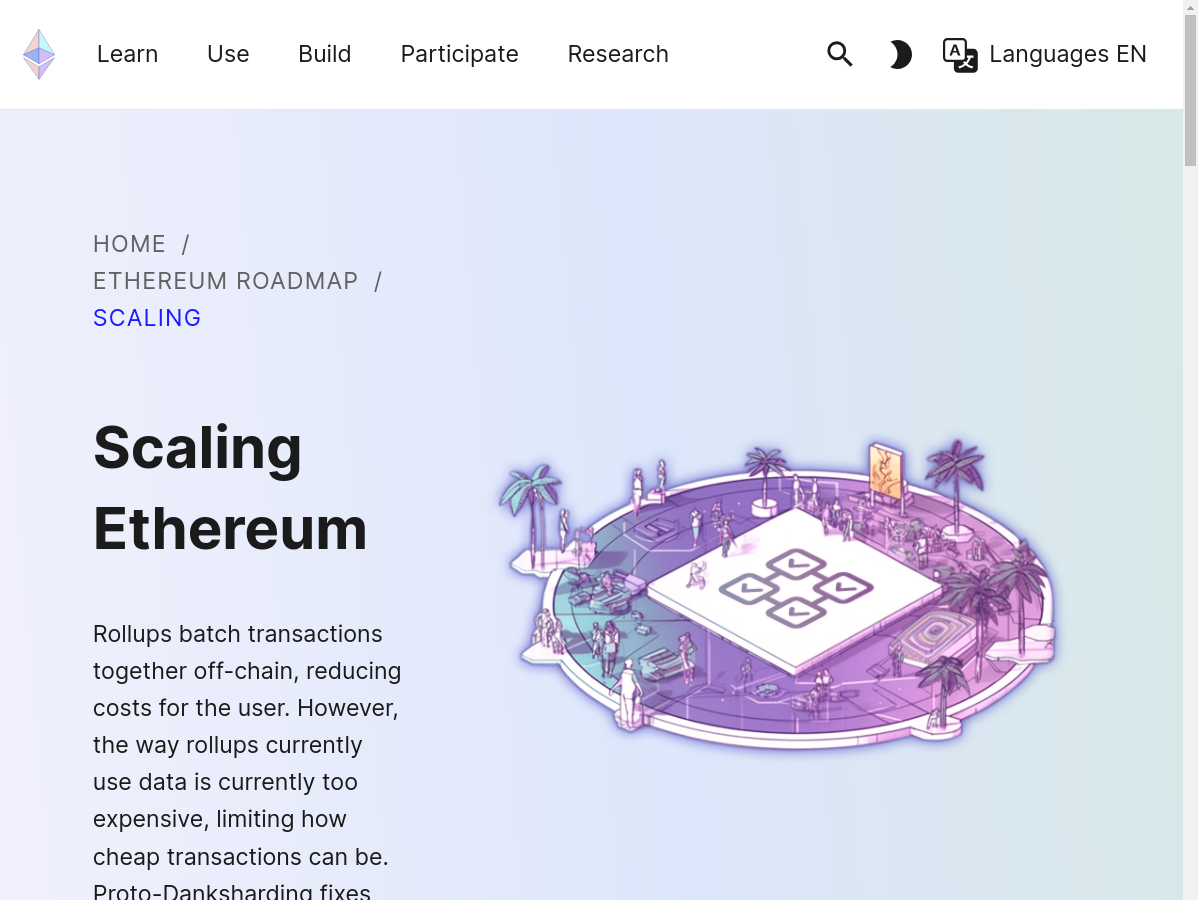 Learn Use Build Participate Research Languages EN
HOME /
ETHEREUM ROADMAP /
SCALING
Scaling
Ethereum
Rollups batch transactions
together off-chain, reducing
costs for the user. However,
the way rollups currently
use data is currently too
expensive, limiting how
cheap transactions can be.
Proto-Danksharding fixes